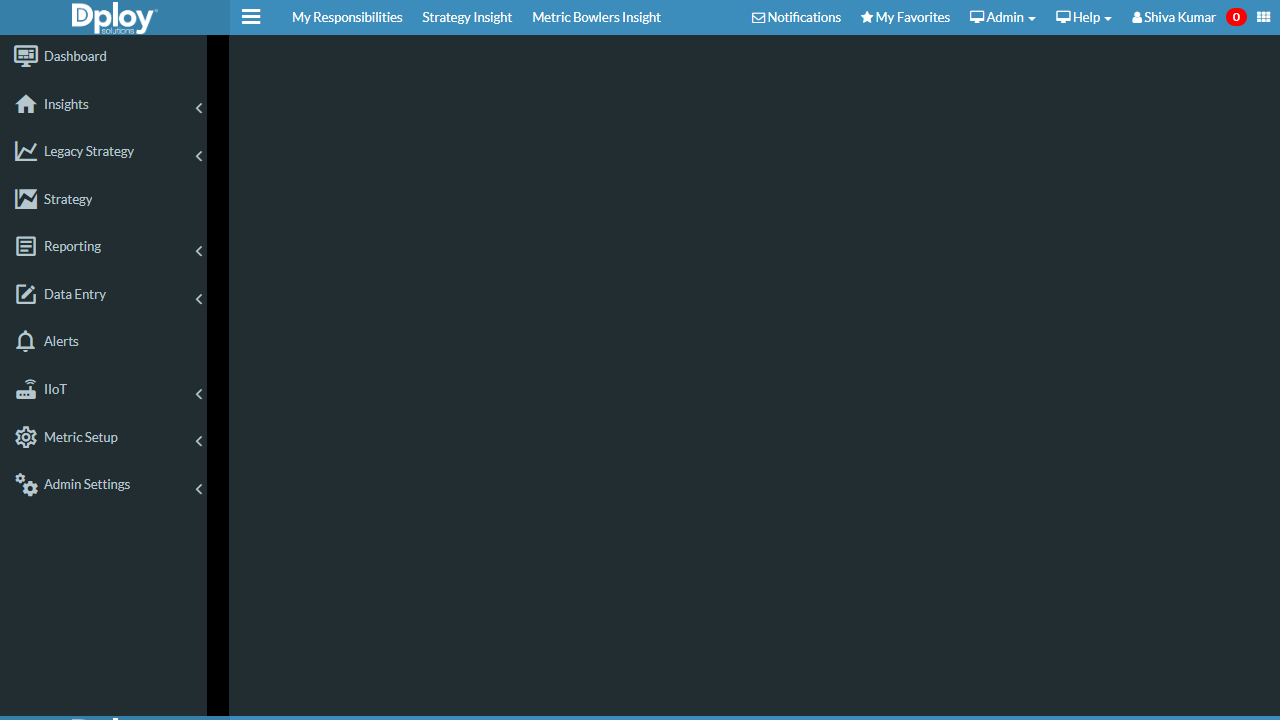 Dploy
solutions
My Responsibilities
Strategy Insight
Metric Bowlers Insight
Notifications
My Favorites
Admin
Help
Shiva Kumar
0
Dashboard
Insights
Legacy Strategy
Strategy
Reporting
Data Entry
Alerts
IIoT
Metric Setup
Admin Settings